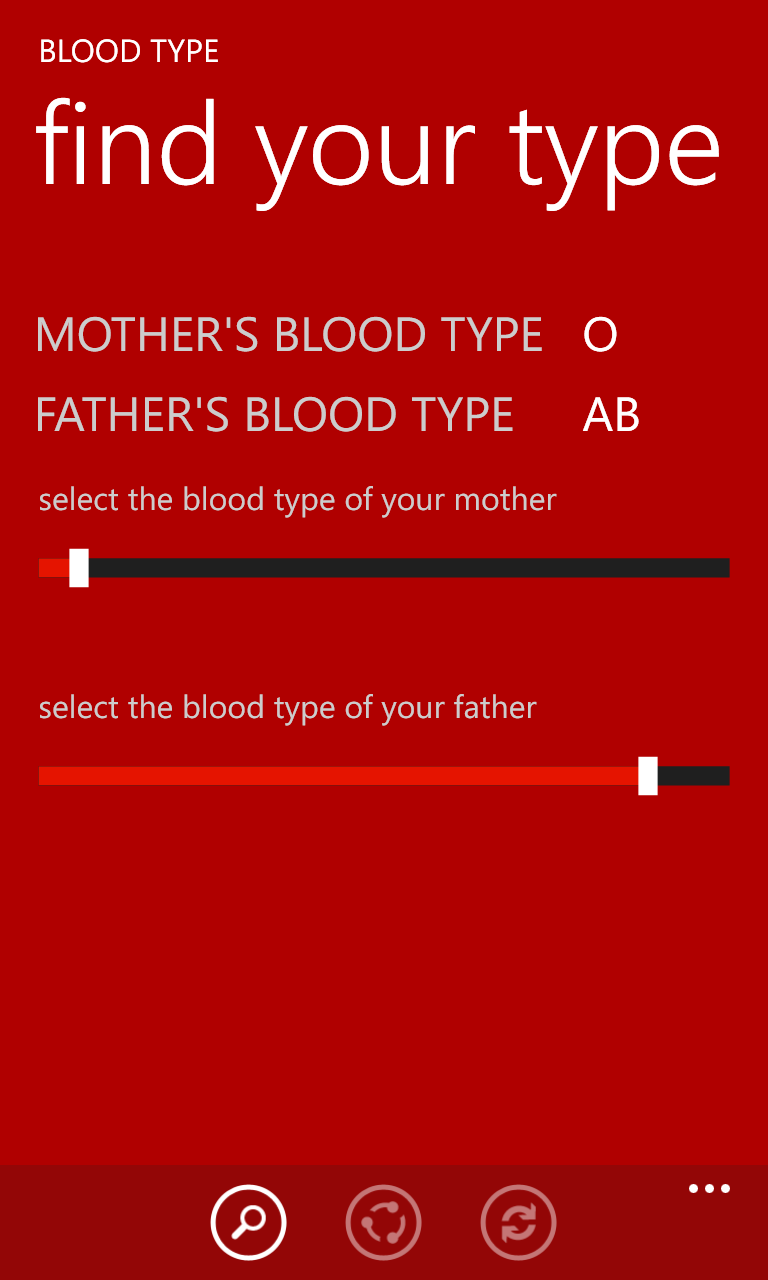 BLOOD TYPE
find your type
MOTHER'S BLOOD TYPE O
FATHER'S BLOOD TYPE AB
select the blood type of your mother
select the blood type of your father